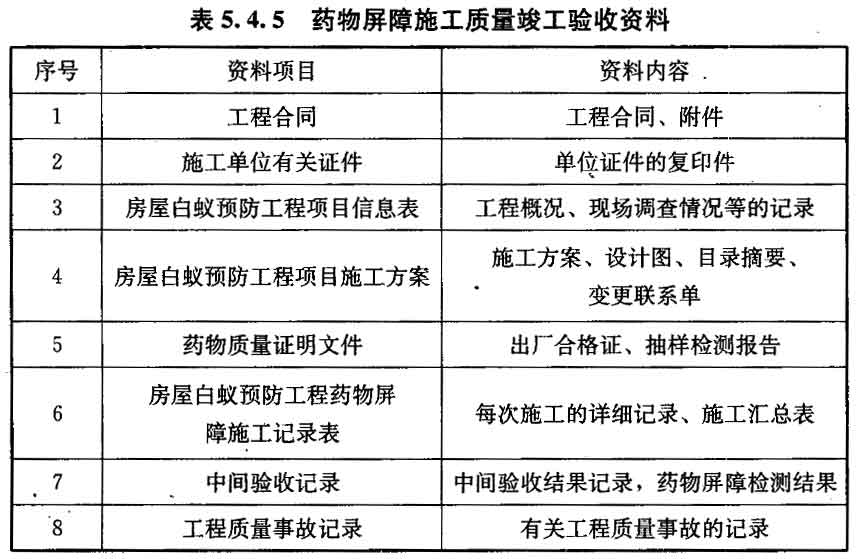 表 5.4.5 药物屏障施工质量竣工验收资料
序号 资料项目 资料内容
1 工程合同 工程合同、附件
2 施工单位有关证件 单位证件的复印件
3 房屋白蚁预防工程项目信息表 工程概况、现场调查情况等的记录
4 房屋白蚁预防工程项目施工方案 施工方案、设计图、目录摘要、
变更联系单
5 药物质量证明文件 出厂合格证、抽样检测报告
6 房屋白蚁预防工程药物屏
障施工记录表 每次施工的详细记录、施工汇总表
7 中间验收记录 中间验收结果记录，药物屏障检测结果
8 工程质量事故记录 有关工程质量事故的记录